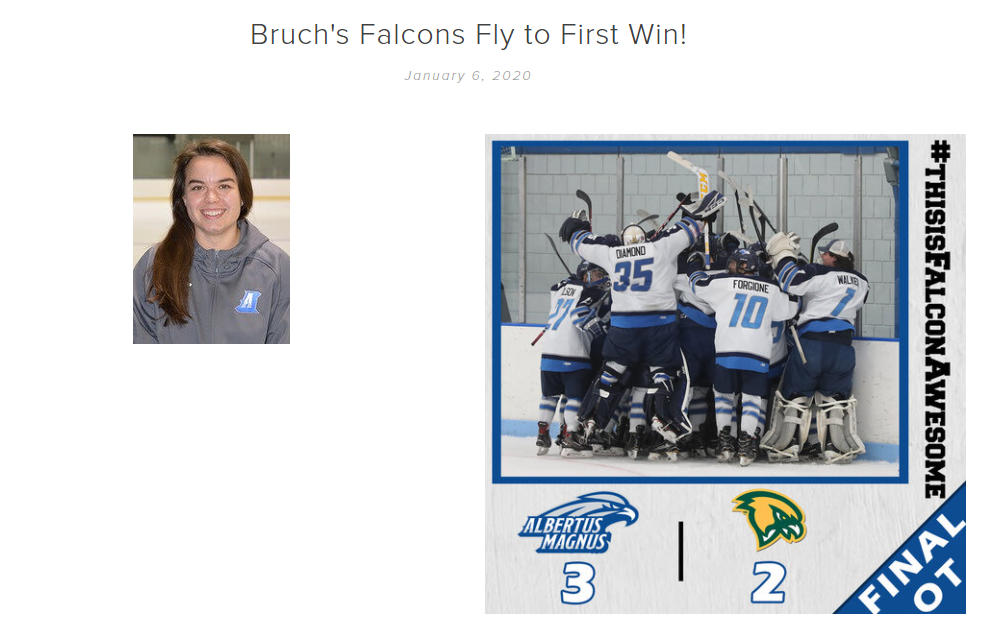 Bruch's Falcons Fly to First Win!
January 6, 2020
#THISISFALCONAWESOME
DIAMOND
35
27
FORGIONE
10
WALKER
1
A
ALBERTUS
MAGNUS
3
2
FINAL
OT